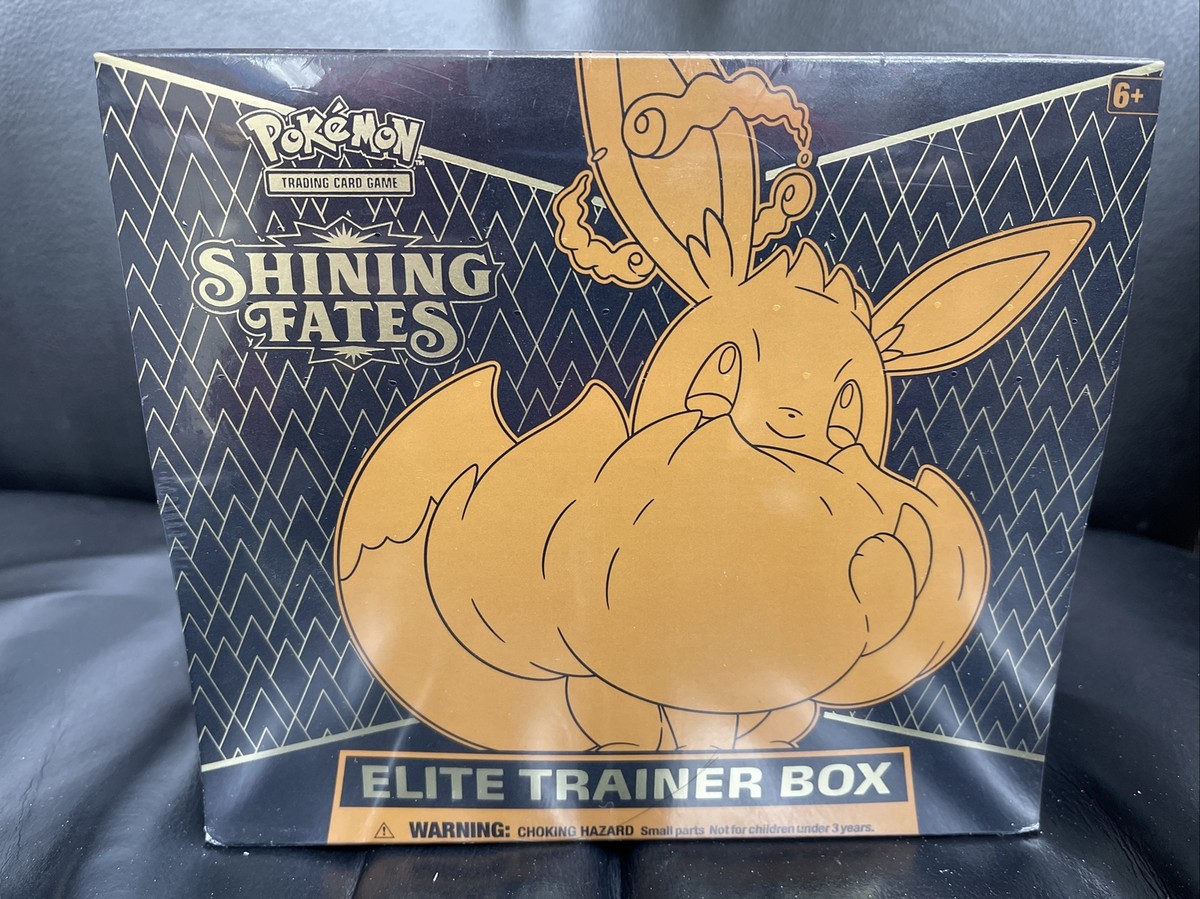 6+
Pokémon
TM
TRADING CARD GAME
SHINING
FATES
ELITE TRAINER BOX
⚠ WARNING: CHOKING HAZARD Small parts Not for children under 3 years.